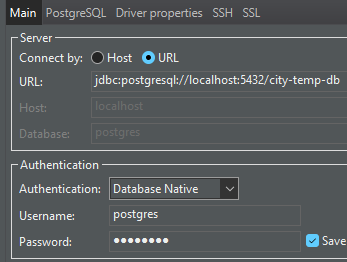 Main PostgreSQL Driver properties SSH SSL
Server
Connect by: Host URL
URL: jdbc:postgresql://localhost:5432/city-temp-db
Host: localhost
Database: postgres
Authentication
Authentication: Database Native
Username: postgres
Password: ●●●●●●●● Save